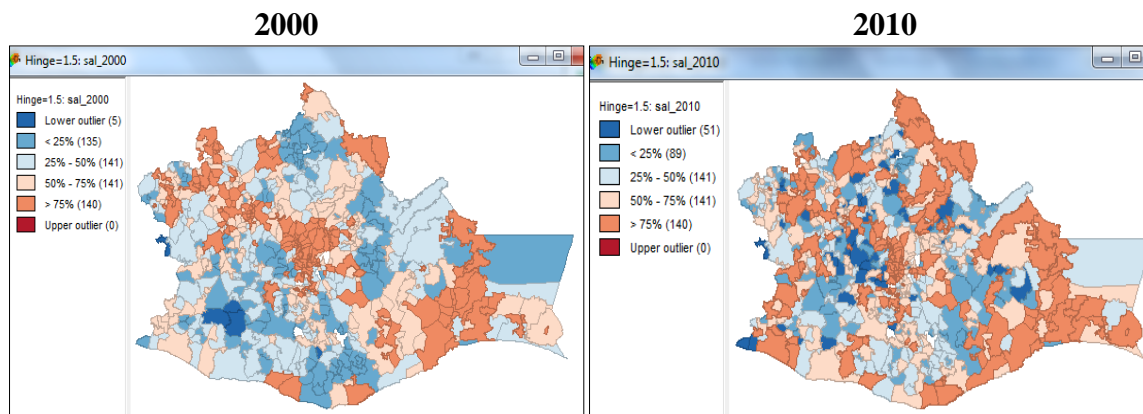 2000
2010
Hinge=1.5: sal_2000
Hinge=1.5: sal_2000
Lower outlier (5)
< 25% (135)
25% - 50% (141)
50% - 75% (141)
> 75% (140)
Upper outlier (0)
Hinge=1.5: sal_2010
Hinge=1.5: sal_2010
Lower outlier (51)
< 25% (89)
25% - 50% (141)
50% - 75% (141)
> 75% (140)
Upper outlier (0)